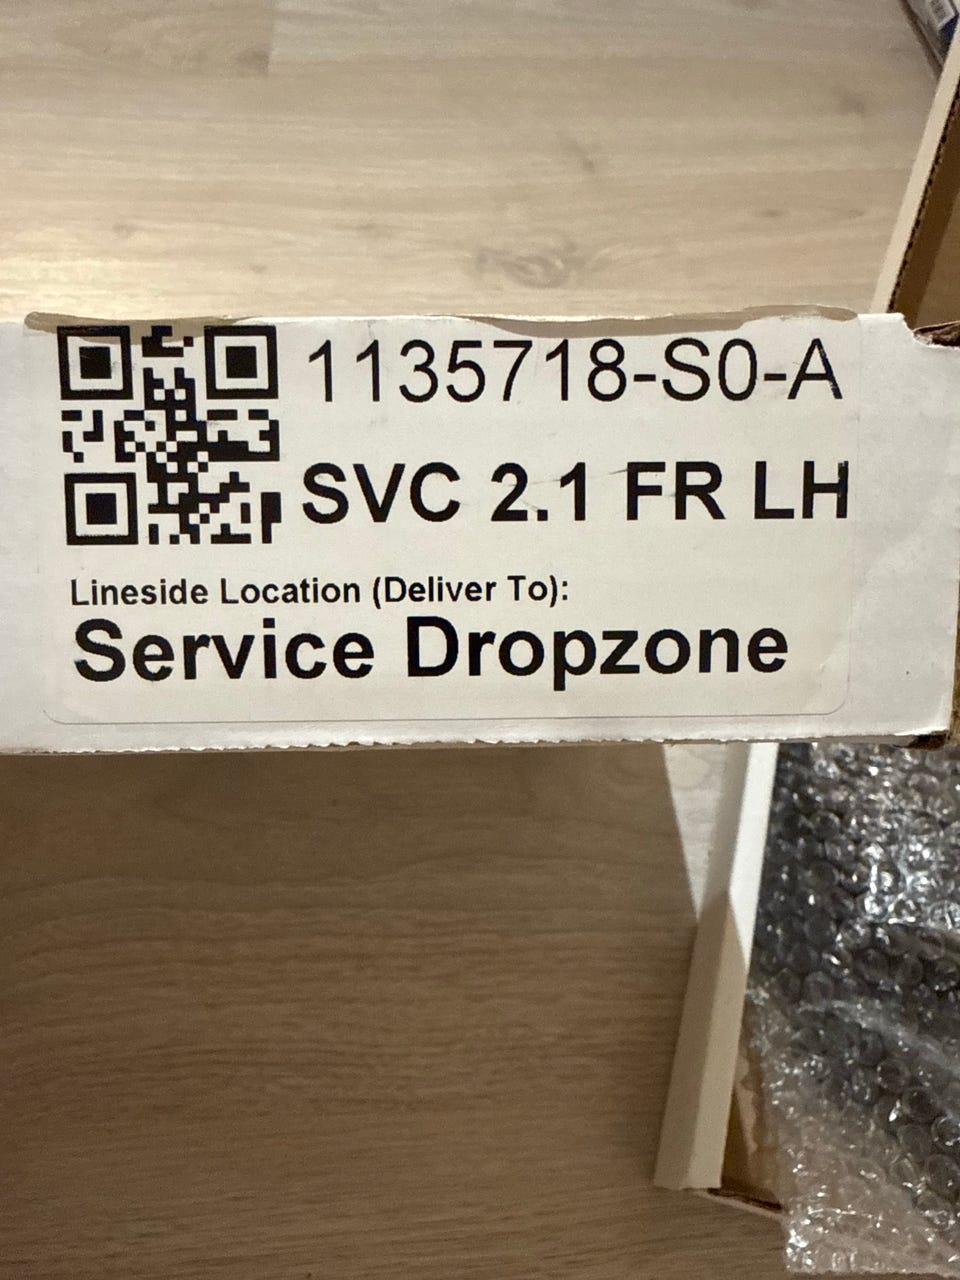 1135718-S0-A
SVC 2.1 FR LH
Lineside Location (Deliver To):
Service Dropzone